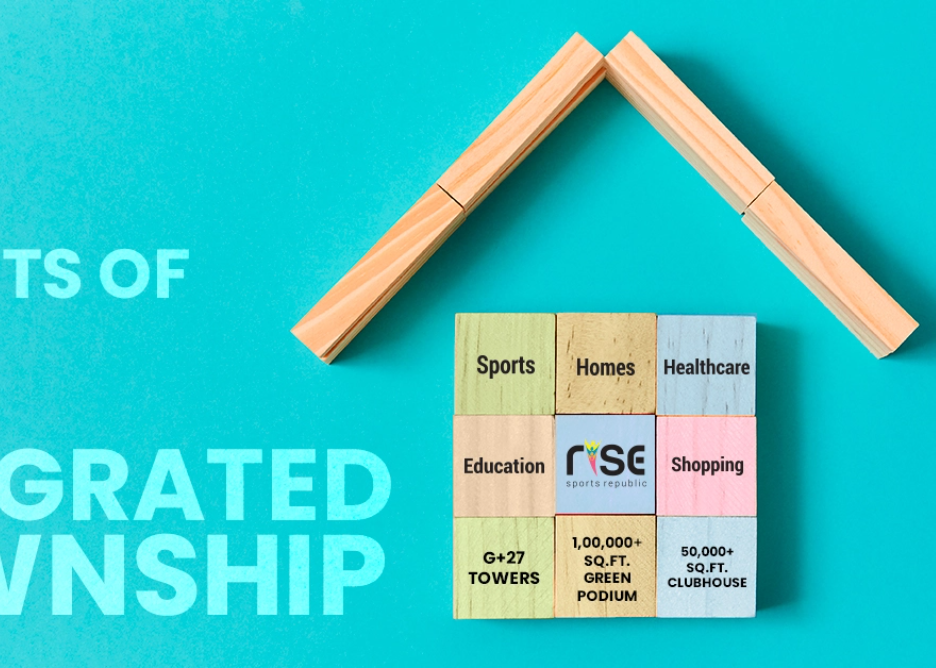 TS OF
GRATED
WNSHIP
Sports
Homes
Healthcare
Education
rise
sports republic
Shopping
G+27
TOWERS
1,00,000+
SQ.FT.
GREEN
PODIUM
50,000+
SQ.FT.
CLUBHOUSE